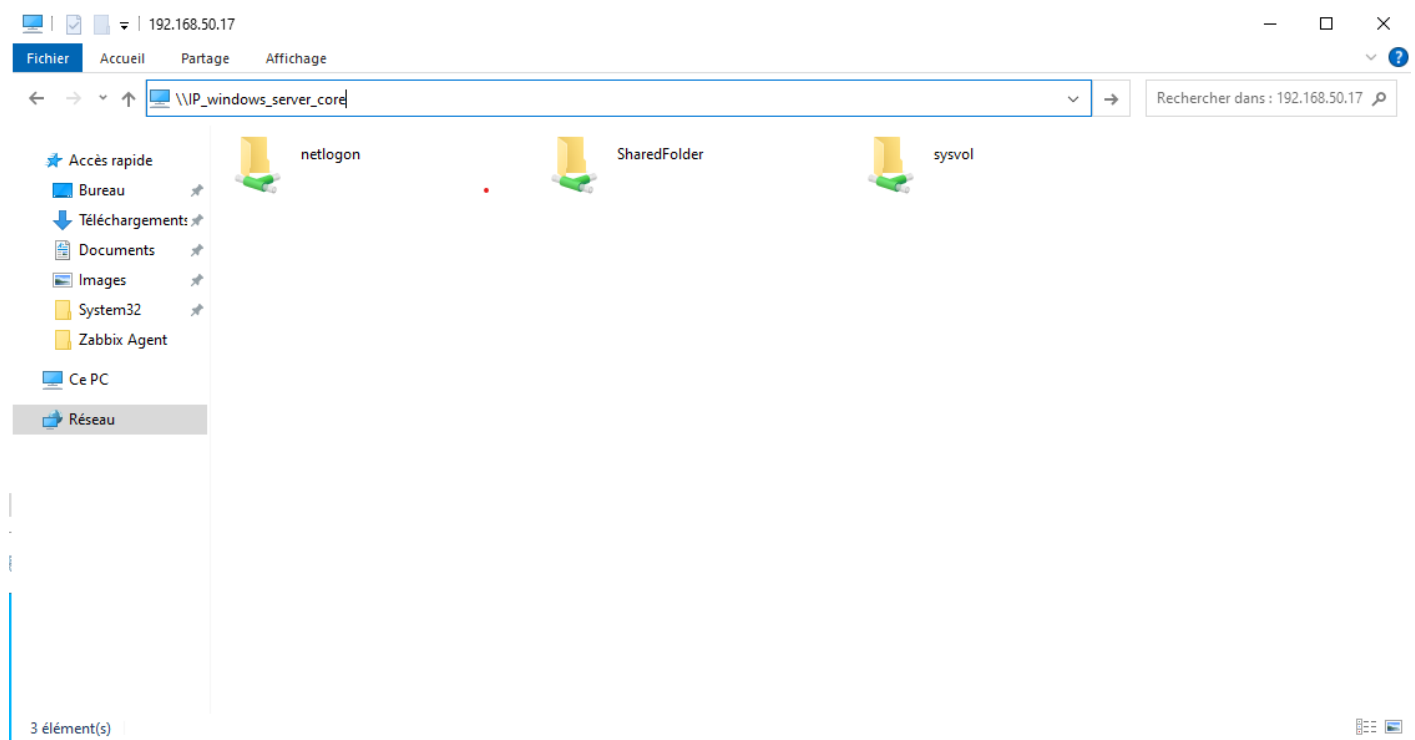 192.168.50.17
Fichier Accueil Partage Affichage
\\IP_windows_server_core
Rechercher dans : 192.168.50.17
Accès rapide
Bureau
Téléchargements
Documents
Images
System32
Zabbix Agent
Ce PC
Réseau
netlogon SharedFolder sysvol
3 élément(s)